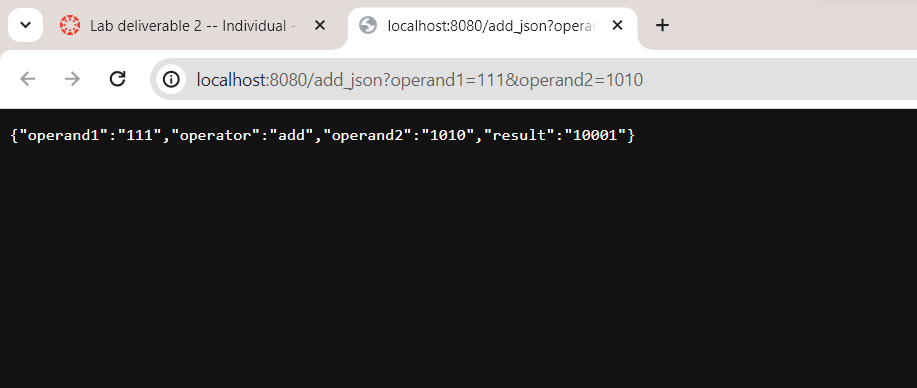 Lab deliverable 2 -- Individual -
localhost:8080/add_json?opera
localhost:8080/add_json?operand1=111&operand2=1010
{"operand1":"111","operator":"add","operand2":"1010","result":"10001"}